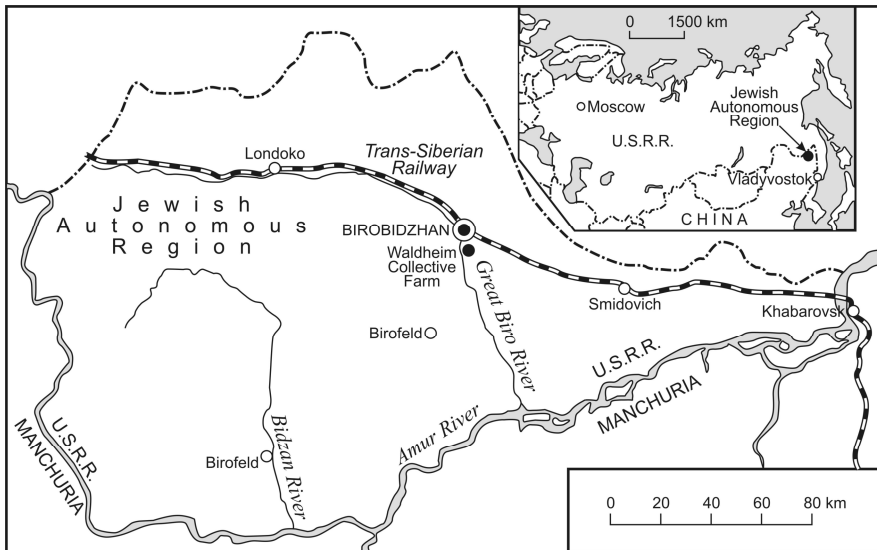 0 1500 km
Moscow
Jewish
Autonomous
Region
U.S.R.R.
Vladyvostok
CHINA
Londoko
Trans-Siberian
Railway
Jewish
Autonomous
Region
BIROBIDZHAN
Waldheim
Collective
Farm
Great Biro River
Smidovich
Khabarovsk
Birofeld
U.S.R.R.
MANCHURIA
U.S.R.R.
MANCHURIA
Birofeld
Bidzan River
Amur River
0 20 40 60 80 km